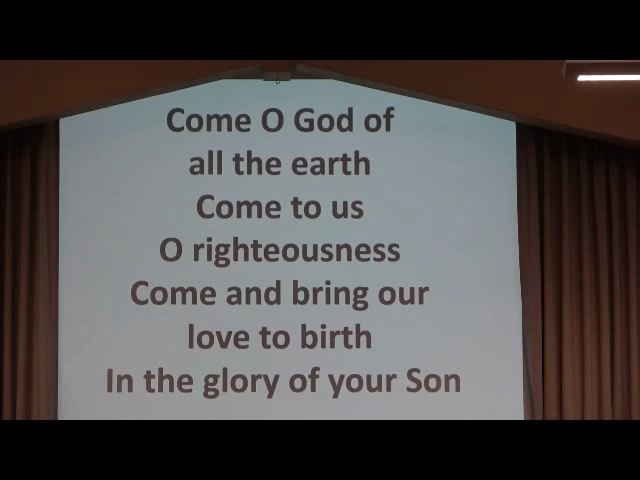 Come O God of
all the earth
Come to us
O righteousness
Come and bring our
love to birth
In the glory of your Son